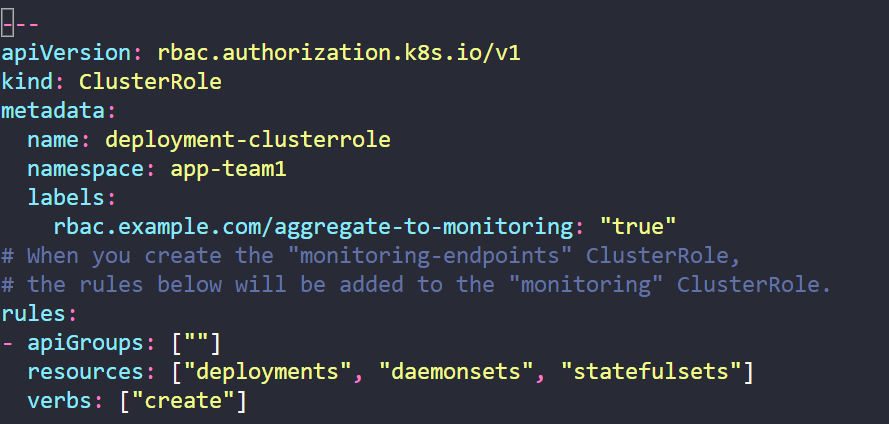 ---
apiVersion: rbac.authorization.k8s.io/v1
kind: ClusterRole
metadata:
  name: deployment-clusterrole
  namespace: app-team1
  labels:
    rbac.example.com/aggregate-to-monitoring: "true"
# When you create the "monitoring-endpoints" ClusterRole,
# the rules below will be added to the "monitoring" ClusterRole.
rules:
- apiGroups: [""]
  resources: ["deployments", "daemonsets", "statefulsets"]
  verbs: ["create"]